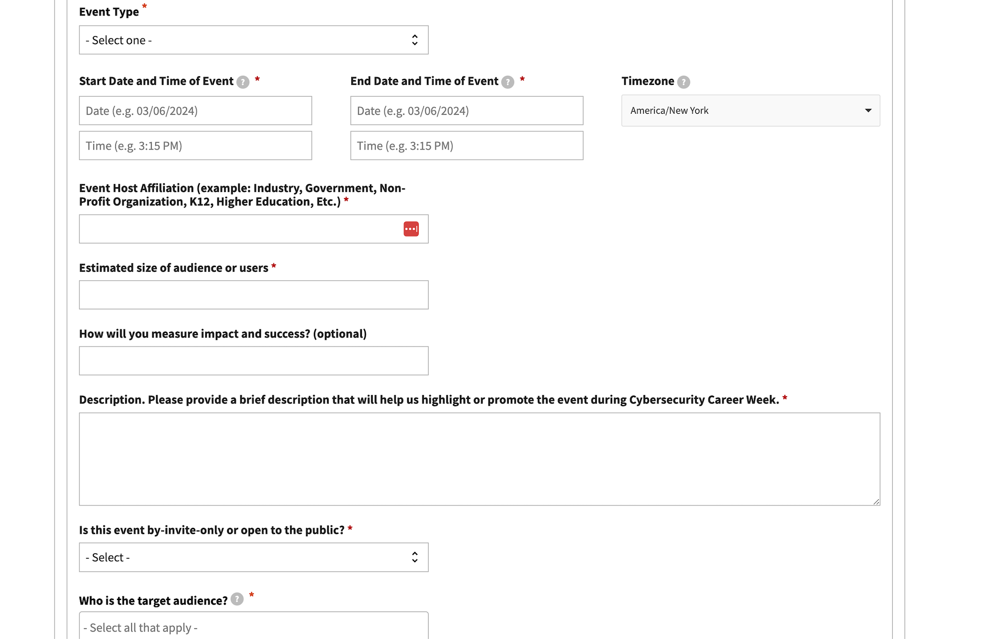 Event Type *
- Select one -
Start Date and Time of Event ? *
End Date and Time of Event ? *
Timezone ?
Date (e.g. 03/06/2024)
Date (e.g. 03/06/2024)
America/New York
Time (e.g. 3:15 PM)
Time (e.g. 3:15 PM)
Event Host Affiliation (example: Industry, Government, Non-
Profit Organization, K12, Higher Education, Etc.) *
Estimated size of audience or users *
How will you measure impact and success? (optional)
Description. Please provide a brief description that will help us highlight or promote the event during Cybersecurity Career Week. *
Is this event by-invite-only or open to the public? *
- Select -
Who is the target audience? ? *
- Select all that apply -